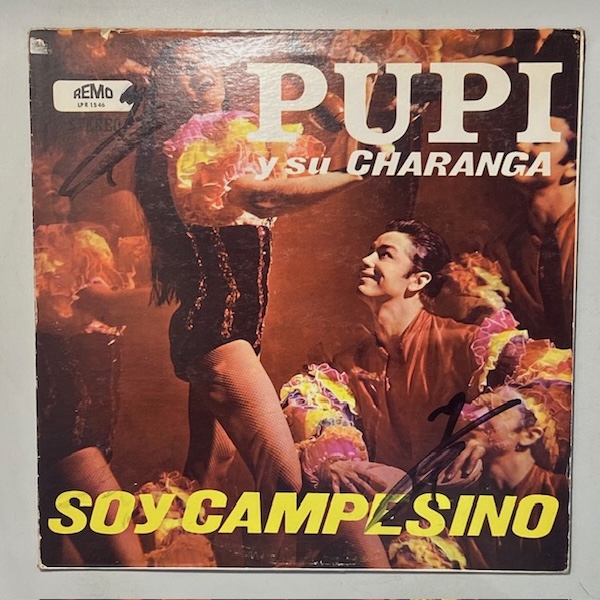 REMO
LPR 1546
PUPI
y su CHARANGA
SOY CAMPESINO